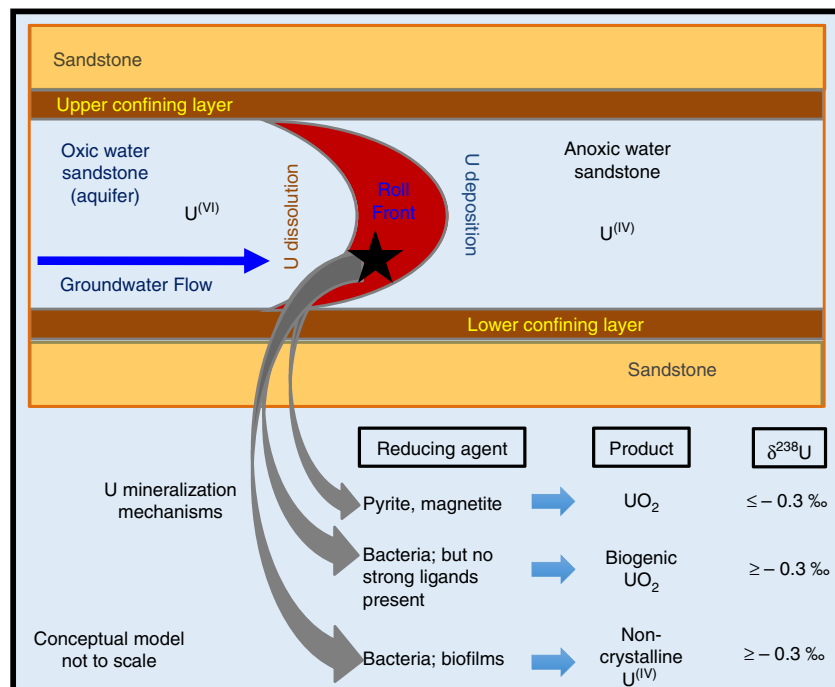 Sandstone
Upper confining layer
Oxic water
sandstone
(aquifer)
U(VI)
Groundwater Flow
U dissolution
Roll
Front
U deposition
Anoxic water
sandstone
U(IV)
Lower confining layer
Sandstone
Reducing agent
Product
δ238U
U mineralization
mechanisms
Pyrite, magnetite
UO2
≤ – 0.3 ‰
Bacteria; but no
strong ligands
present
Biogenic
UO2
≥ – 0.3 ‰
Conceptual model
not to scale
Bacteria; biofilms
Non-
crystalline
U(IV)
≥ – 0.3 ‰